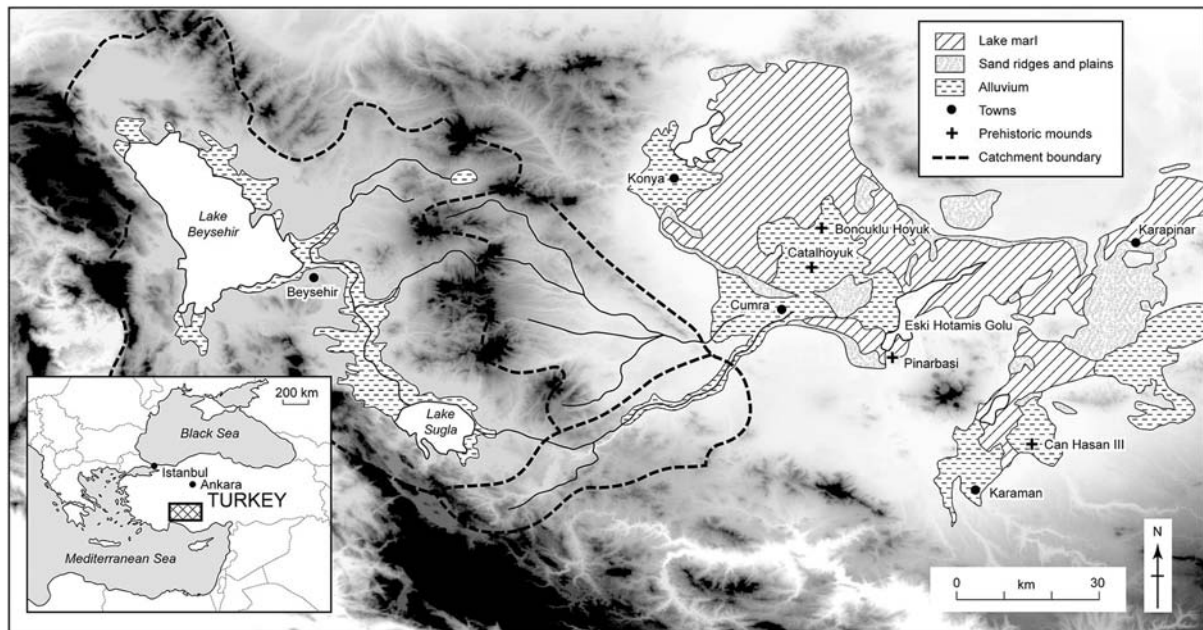 Lake marl
Sand ridges and plains
Alluvium
Towns
Prehistoric mounds
Catchment boundary
Konya
Lake
Beysehir
Boncuklu Hoyuk
Karapinar
Catalhoyuk
Beysehir
Cumra
Eski Hotamis Golu
Pinarbasi
Lake
Sugla
200 km
Black Sea
Istanbul
Ankara
TURKEY
Mediterranean Sea
Can Hasan III
Karaman
N
0 km 30